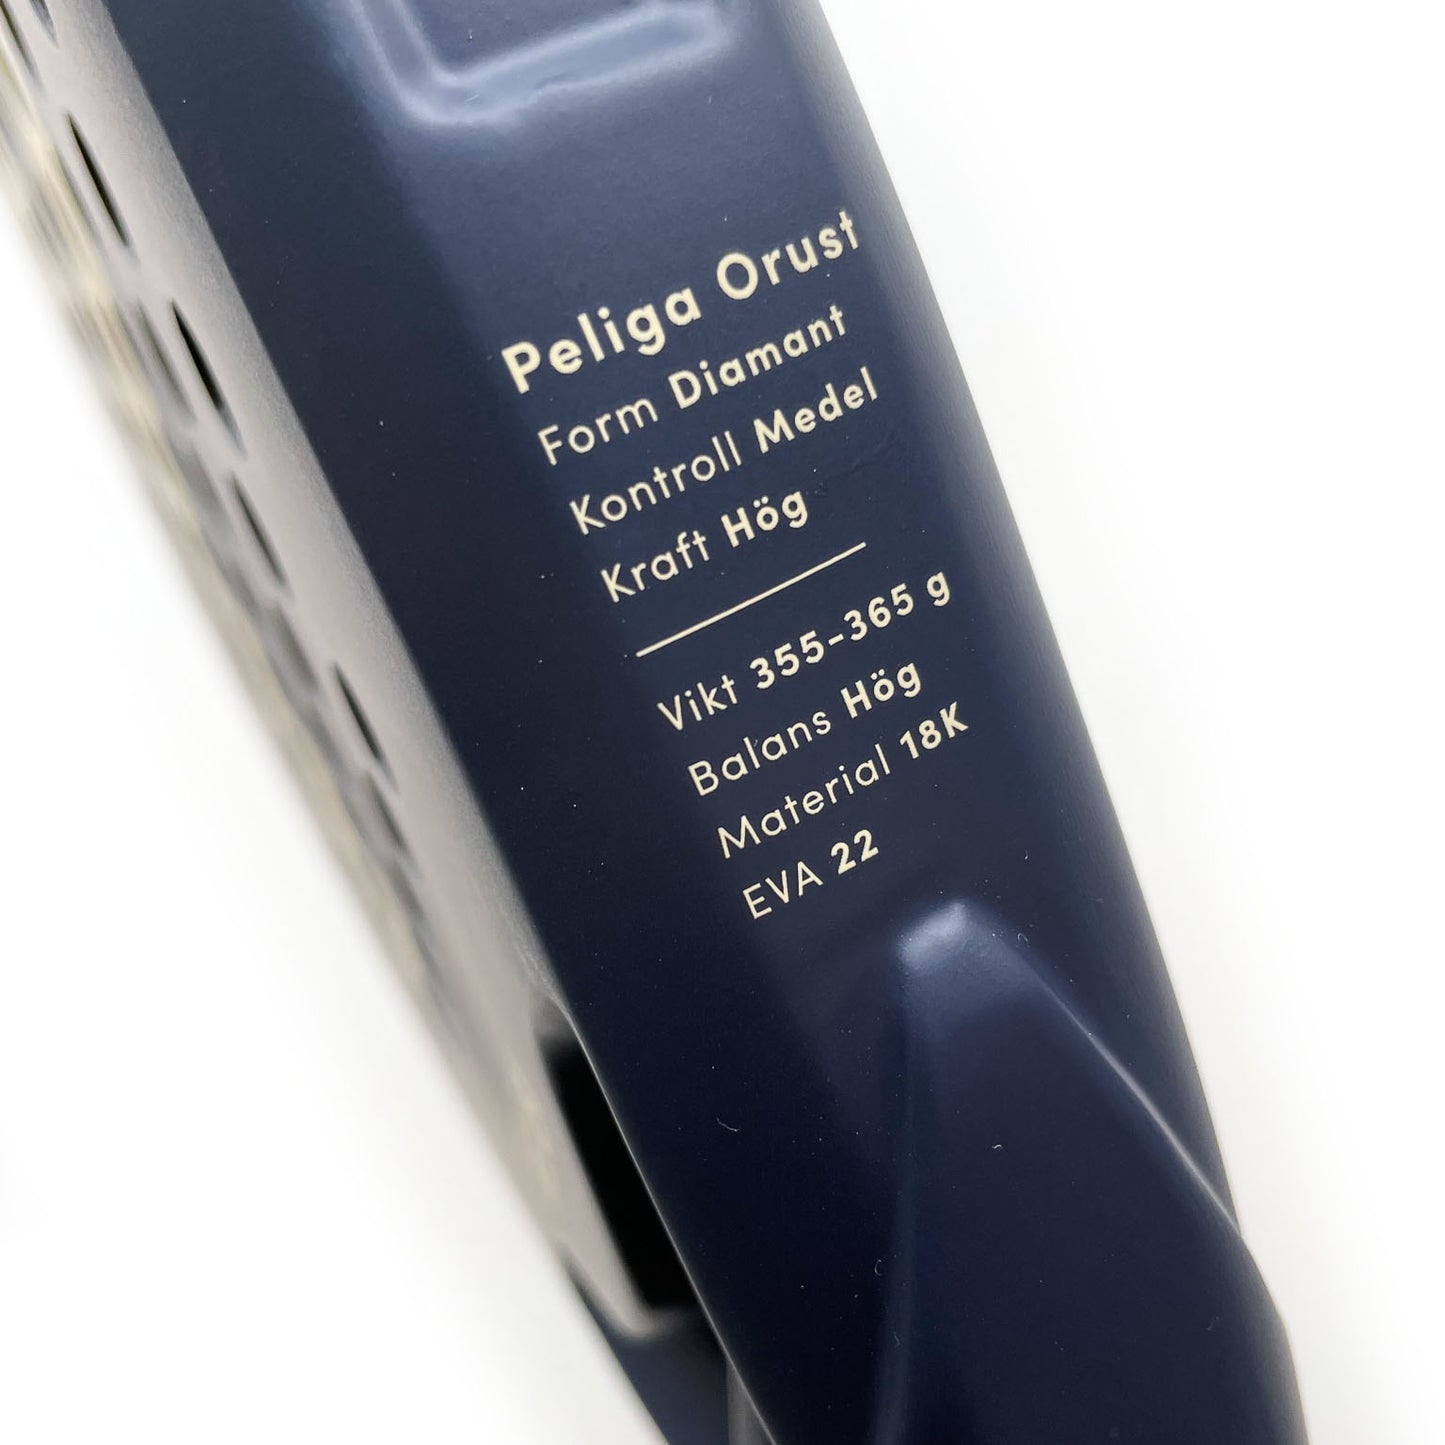 Peliga Orust
Form Diamant
Kontroll Medel
Kraft Hög
Vikt 355-365 g
Balans Hög
Material 18K
EVA 22